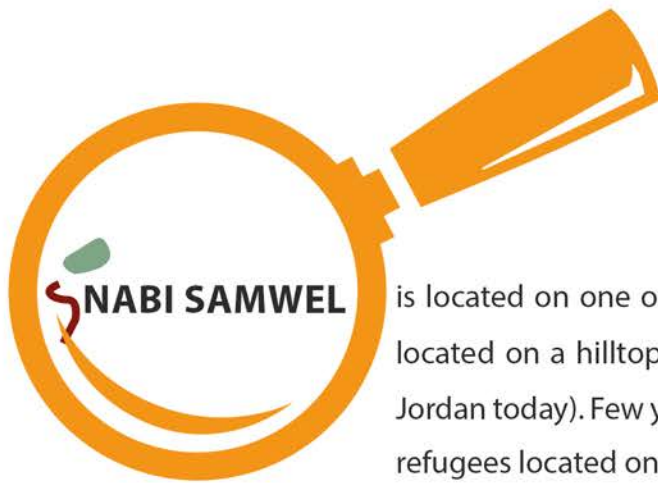 NABI SAMWEL is located on one o
located on a hilltop
Jordan today). Few y
refugees located on